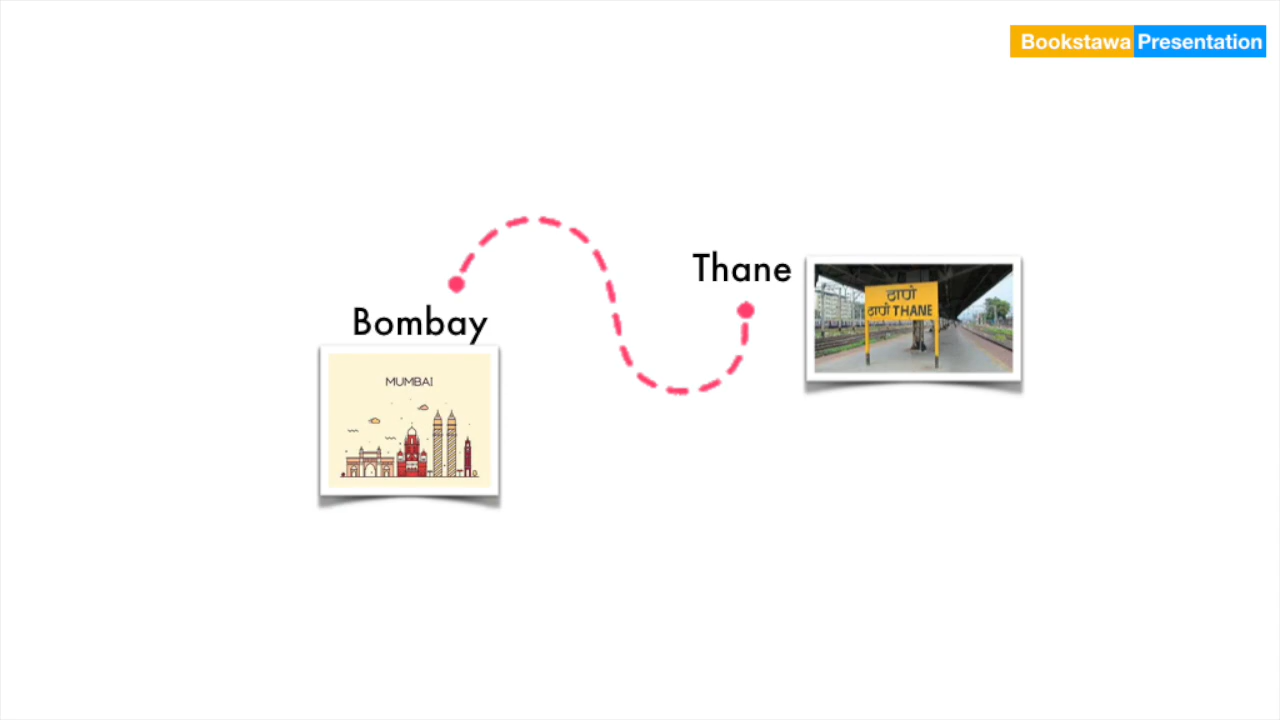 Bookstawa Presentation
Thane
ठाणे
ठाणे THANE
Bombay
MUMBAI